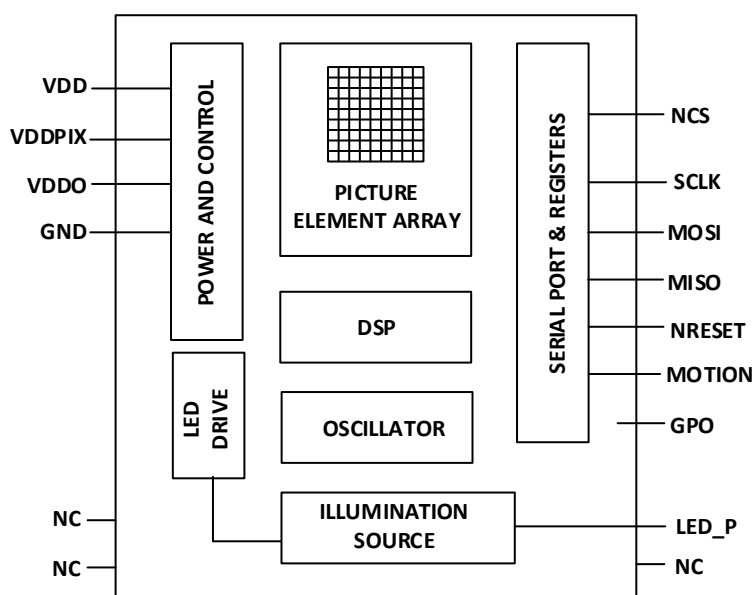 VDD
VDDPIX
VDDO
GND
NC
NC
POWER AND CONTROL
LED
DRIVE
PICTURE
ELEMENT ARRAY
DSP
OSCILLATOR
ILLUMINATION
SOURCE
SERIAL PORT & REGISTERS
NCS
SCLK
MOSI
MISO
NRESET
MOTION
GPO
LED_P
NC